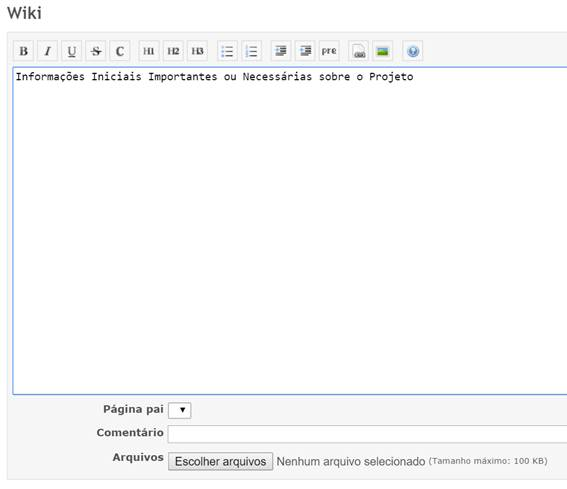 Wiki
B I U S C H1 H2 H3 pre
Informações Iniciais Importantes ou Necessárias sobre o Projeto
Página pai
Comentário
Arquivos Escolher arquivos Nenhum arquivo selecionado (Tamanho máximo: 100 KB)